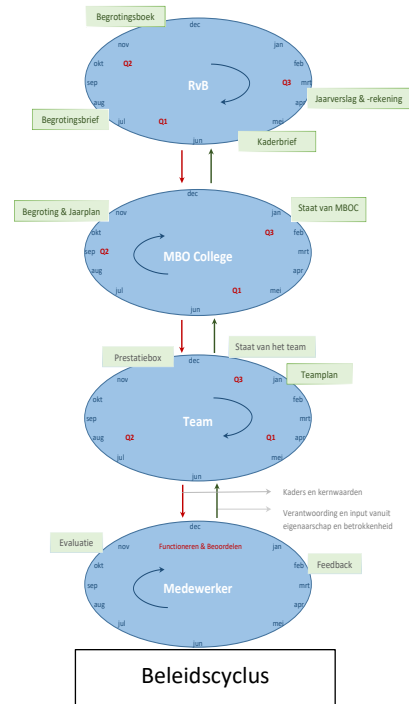 Begrotingsboek
dec
nov
jan
okt
Q2
feb
RvB
sep
Q3
mrt
aug
apr
Jaarverslag & -rekening
Begrotingsbrief
jul
Q1
mei
jun
Kaderbrief
dec
Begroting & Jaarplan
nov
jan
Staat van MBOC
okt
Q3
feb
sep
Q2
MBO College
mrt
aug
apr
jul
Q1
mei
jun
Prestatiebox
dec
Staat van het team
nov
Q3
jan
Teamplan
okt
feb
sep
Team
mrt
aug
Q2
Q1
apr
jul
mei
jun
Kaders en kernwaarden
Verantwoording en input vanuit
eigenaarschap en betrokkenheid
dec
Evaluatie
nov
Functioneren & Beoordelen
jan
okt
feb
Feedback
sep
Medewerker
mrt
aug
apr
jul
mei
jun
Beleidscyclus